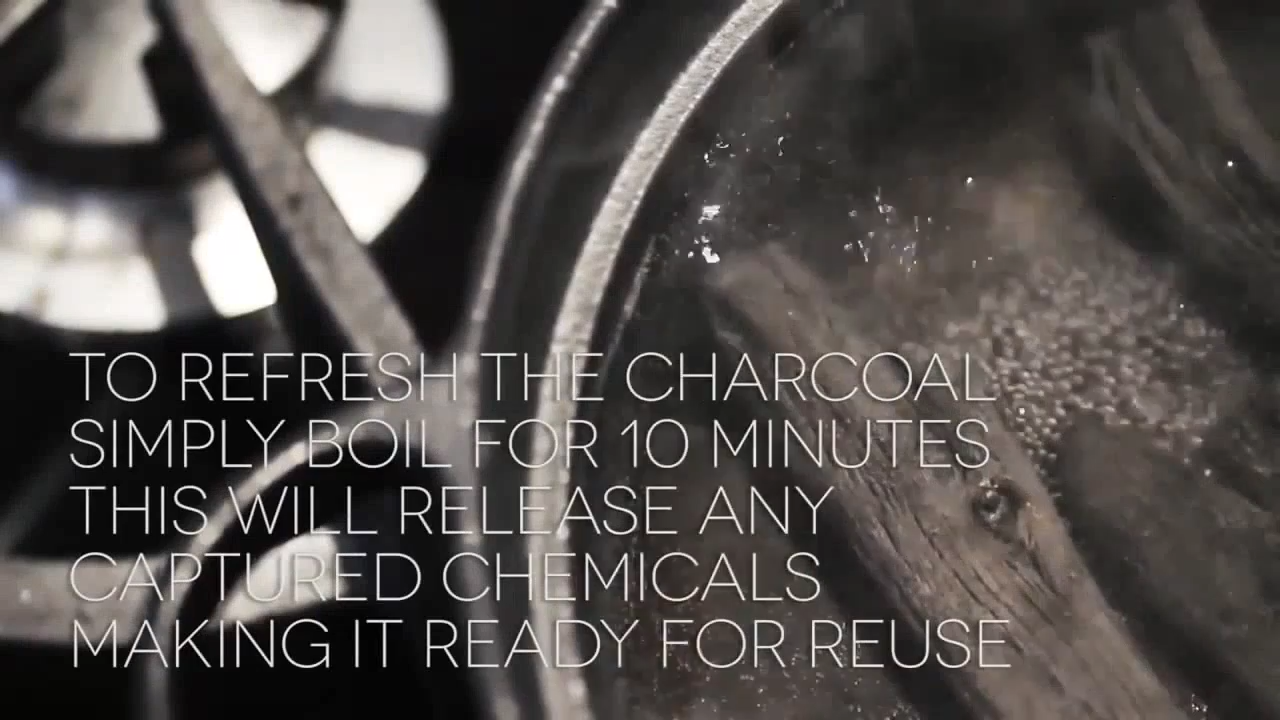 TO REFRESH THE CHARCOAL
SIMPLY BOIL FOR 10 MINUTES
THIS WILL RELEASE ANY
CAPTURED CHEMICALS
MAKING IT READY FOR REUSE